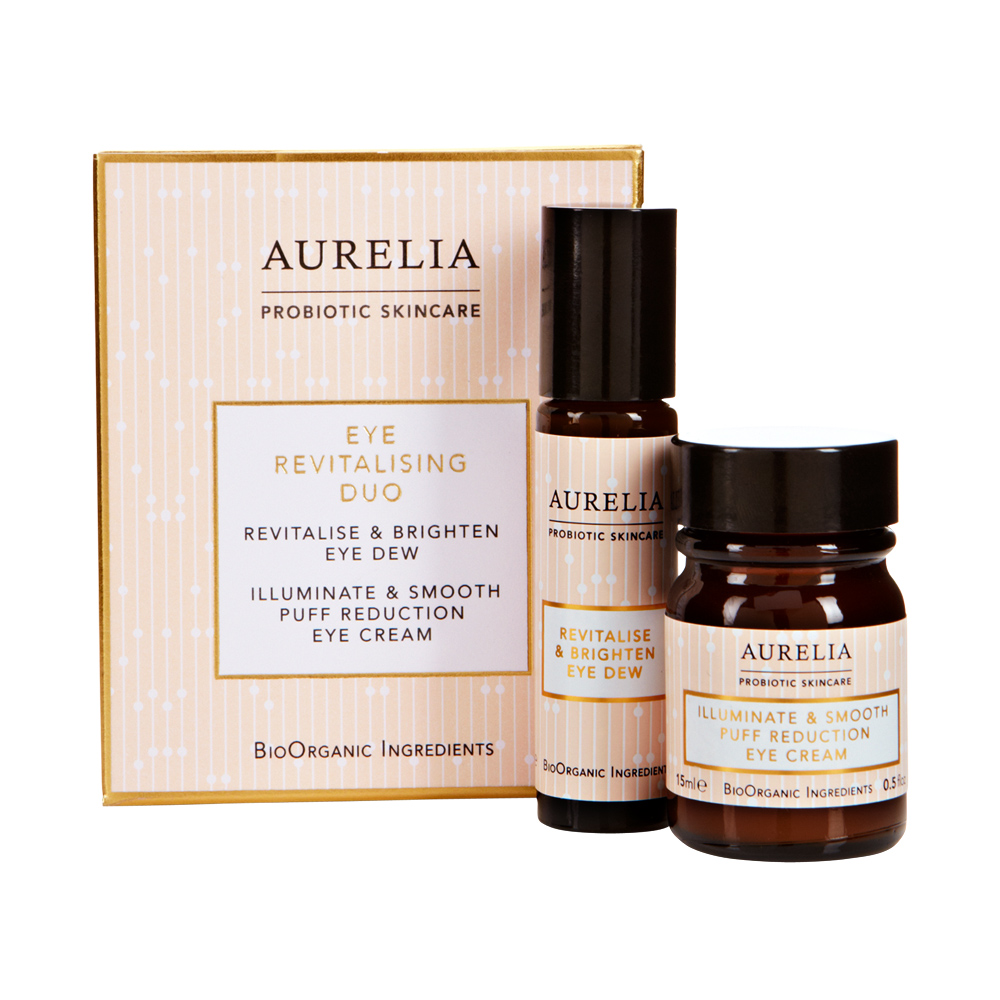 AURELIA
PROBIOTIC SKINCARE
EYE
REVITALISING
DUO
REVITALISE & BRIGHTEN
EYE DEW
ILLUMINATE & SMOOTH
PUFF REDUCTION
EYE CREAM
BIOORGANIC INGREDIENTS
AURELIA
PROBIOTIC SKINCARE
REVITALISE
& BRIGHTEN
EYE DEW
BIOORGANIC INGREDIENT
AURELIA
PROBIOTIC SKINCARE
ILLUMINATE & SMOOTH
PUFF REDUCTION
EYE CREAM
15ml℮ BIOORGANIC INGREDIENTS 0.5 floz